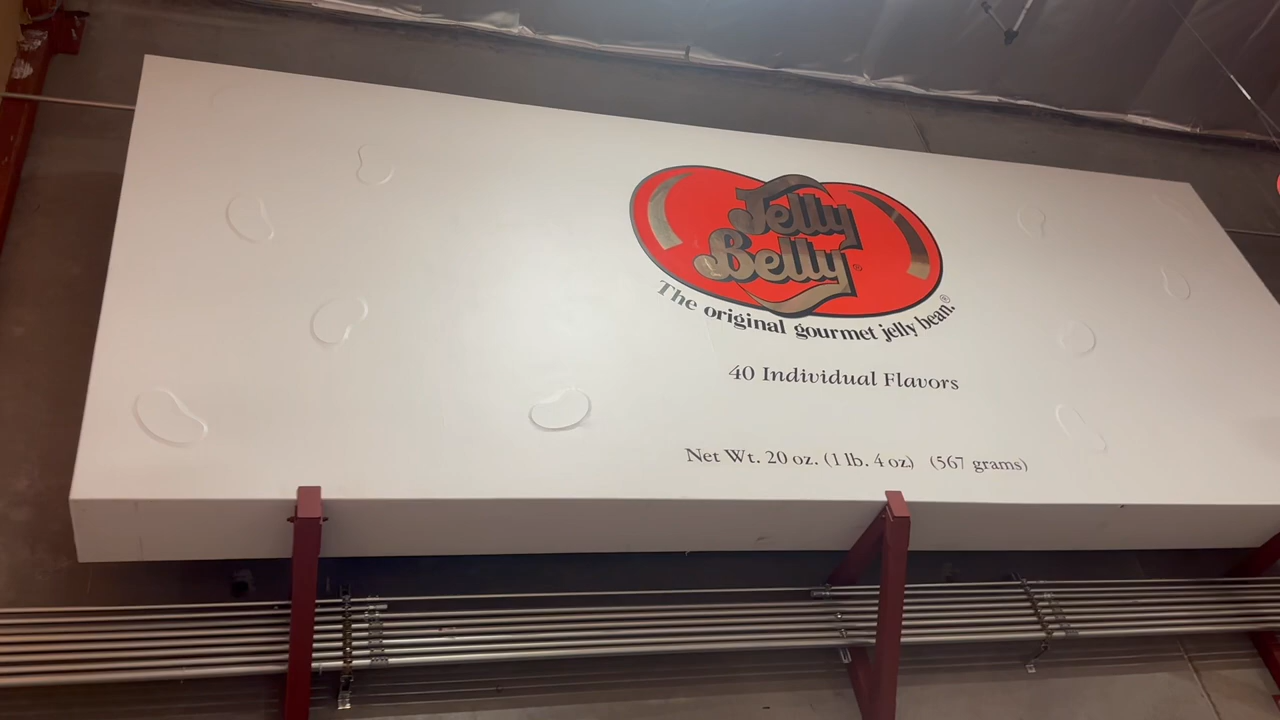 Jelly
Belly®
The original gourmet jelly bean.®
40 Individual Flavors
Net Wt. 20 oz. (1 lb. 4 oz.) (567 grams)